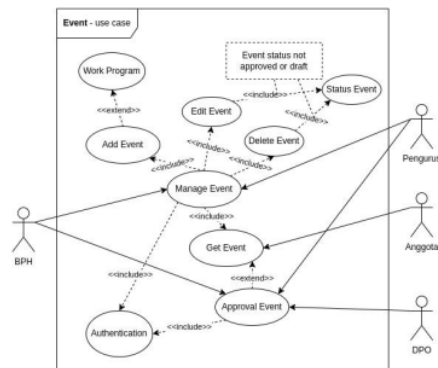 Event - use case
Work Program
Event status not
approved or draft
Status Event
Edit Event
<<include>>
<<extend>>
<<include>>
Add Event
Delete Event
Pengurus
<<include>>
<<include>>
<<include>>
Manage Event
<<include>>
BPH
Get Event
Anggota
<<include>>
<<extend>>
Approval Event
<<include>>
Authentication
DPO